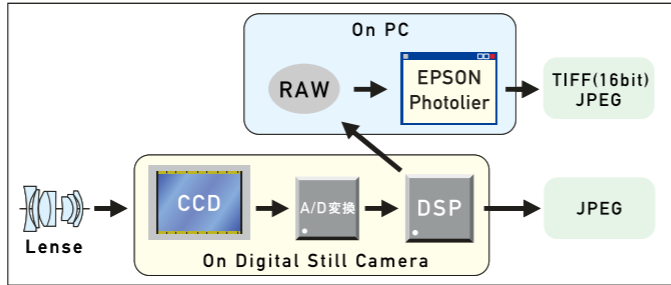 On PC
RAW
EPSON
Photolier
TIFF(16bit)
JPEG
CCD
A/D変換
DSP
JPEG
Lense
On Digital Still Camera